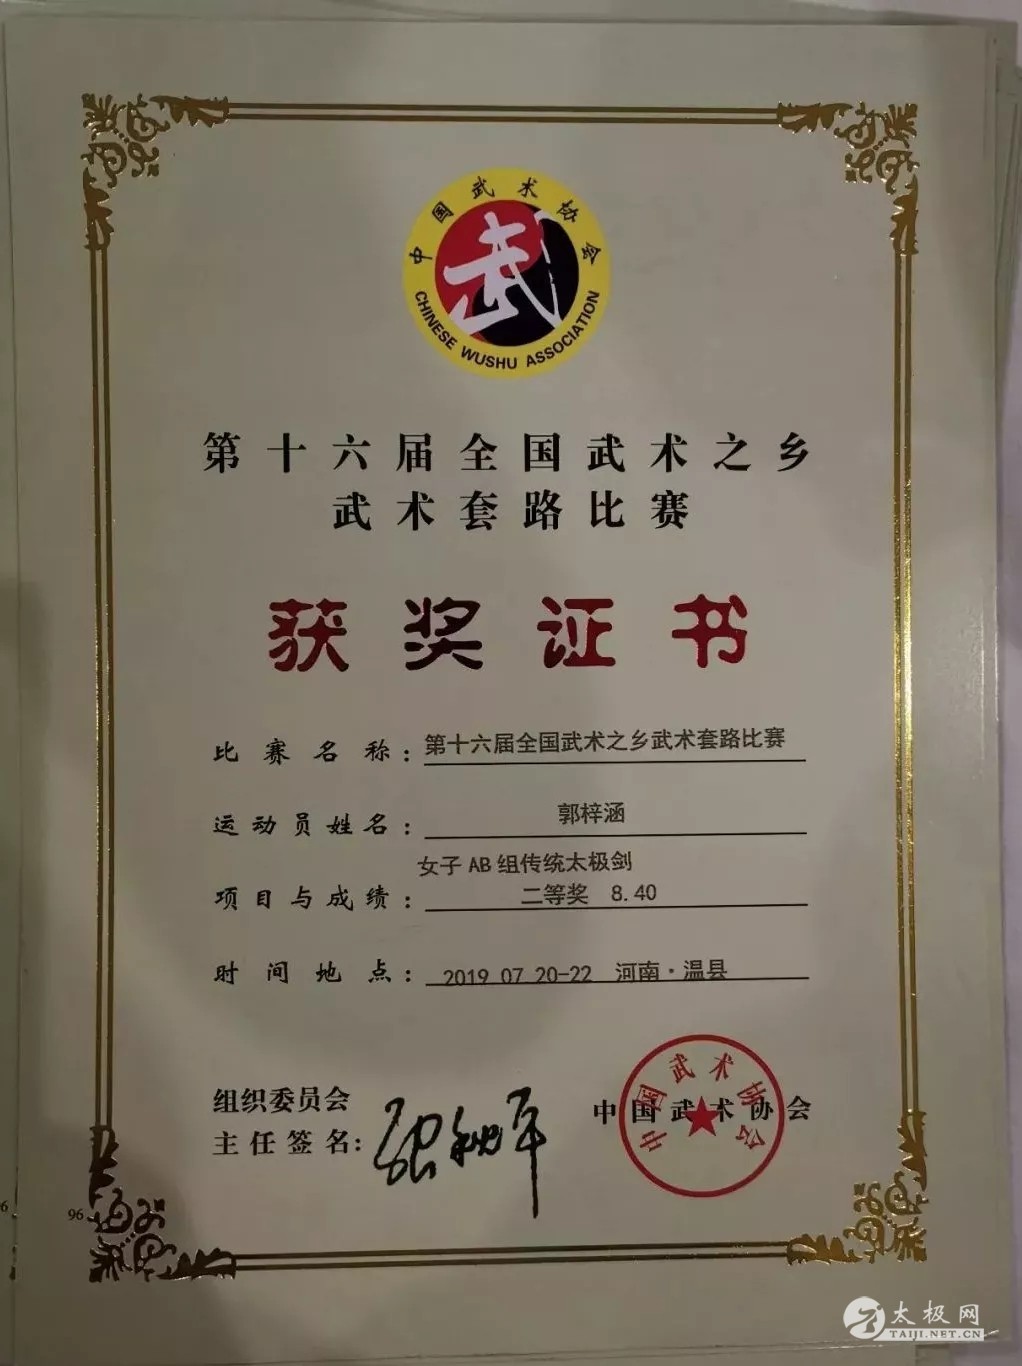 中国武术协会
武
CHINESE WUSHU ASSOCIATION
第十六届全国武术之乡
武术套路比赛
获奖证书
比赛名称：第十六届全国武术之乡武术套路比赛
运动员姓名：郭梓涵
女子 AB 组传统太极剑
项目与成绩：二等奖 8.40
时间地点：2019 07 20-22 河南·温县
组织委员会
主任签名：
中国武术协会
中国武术协会
96
太极网
TAIJI.NET.CN